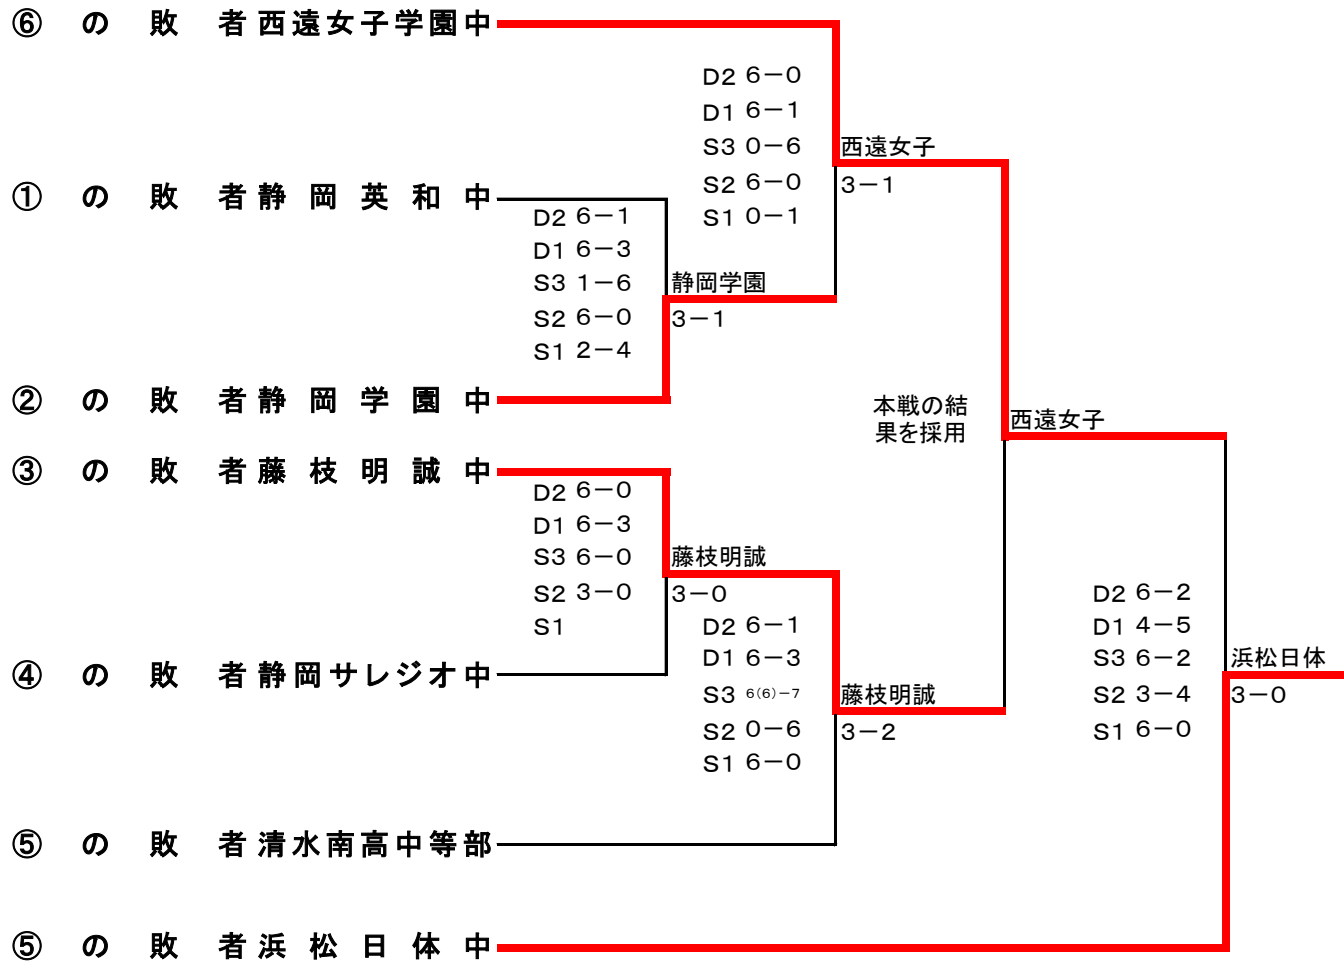 ⑥ の 敗 者 西遠女子学園中
D2 6－0
D1 6－1
S3 0－6
S2 6－0
S1 0－1
西遠女子
3－1
① の 敗 者 静岡英和中
D2 6－1
D1 6－3
S3 1－6
S2 6－0
S1 2－4
静岡学園
3－1
② の 敗 者 静岡学園中
本戦の結
果を採用
西遠女子
③ の 敗 者 藤枝明誠中
D2 6－0
D1 6－3
S3 6－0
S2 3－0
S1
藤枝明誠
3－0
④ の 敗 者 静岡サレジオ中
D2 6－1
D1 6－3
S3 6(6)－7
S2 0－6
S1 6－0
藤枝明誠
3－2
D2 6－2
D1 4－5
S3 6－2
S2 3－4
S1 6－0
浜松日体
3－0
⑤ の 敗 者 清水南高中等部
⑤ の 敗 者 浜松日体中